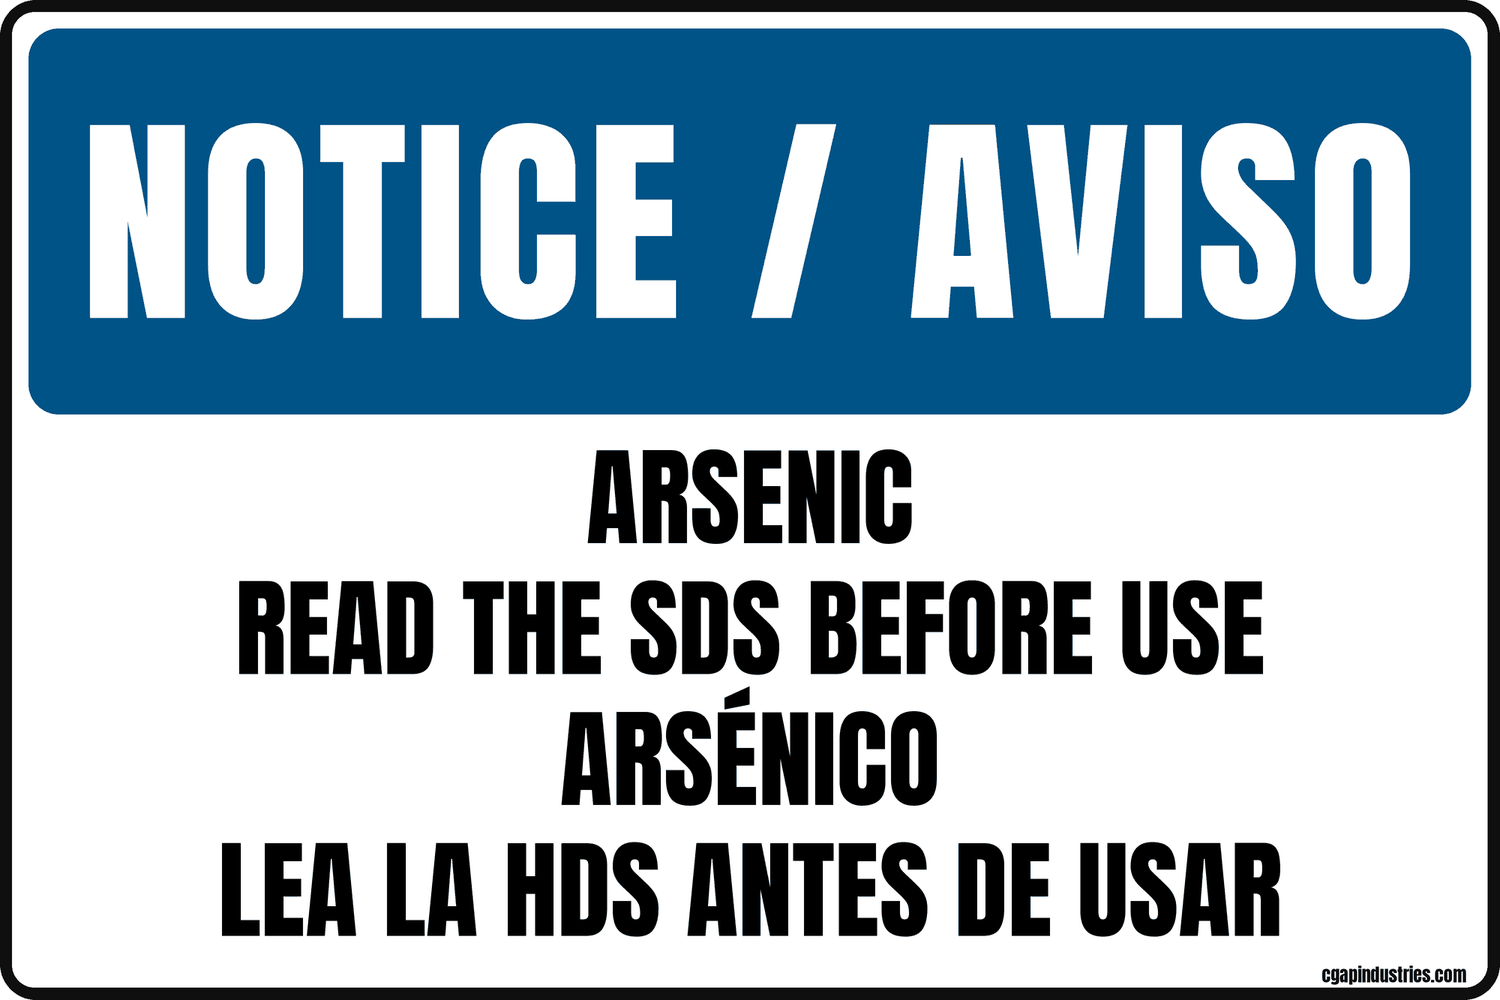 NOTICE / AVISO
ARSENIC
READ THE SDS BEFORE USE
ARSÉNICO
LEA LA HDS ANTES DE USAR
cgapindustries.com